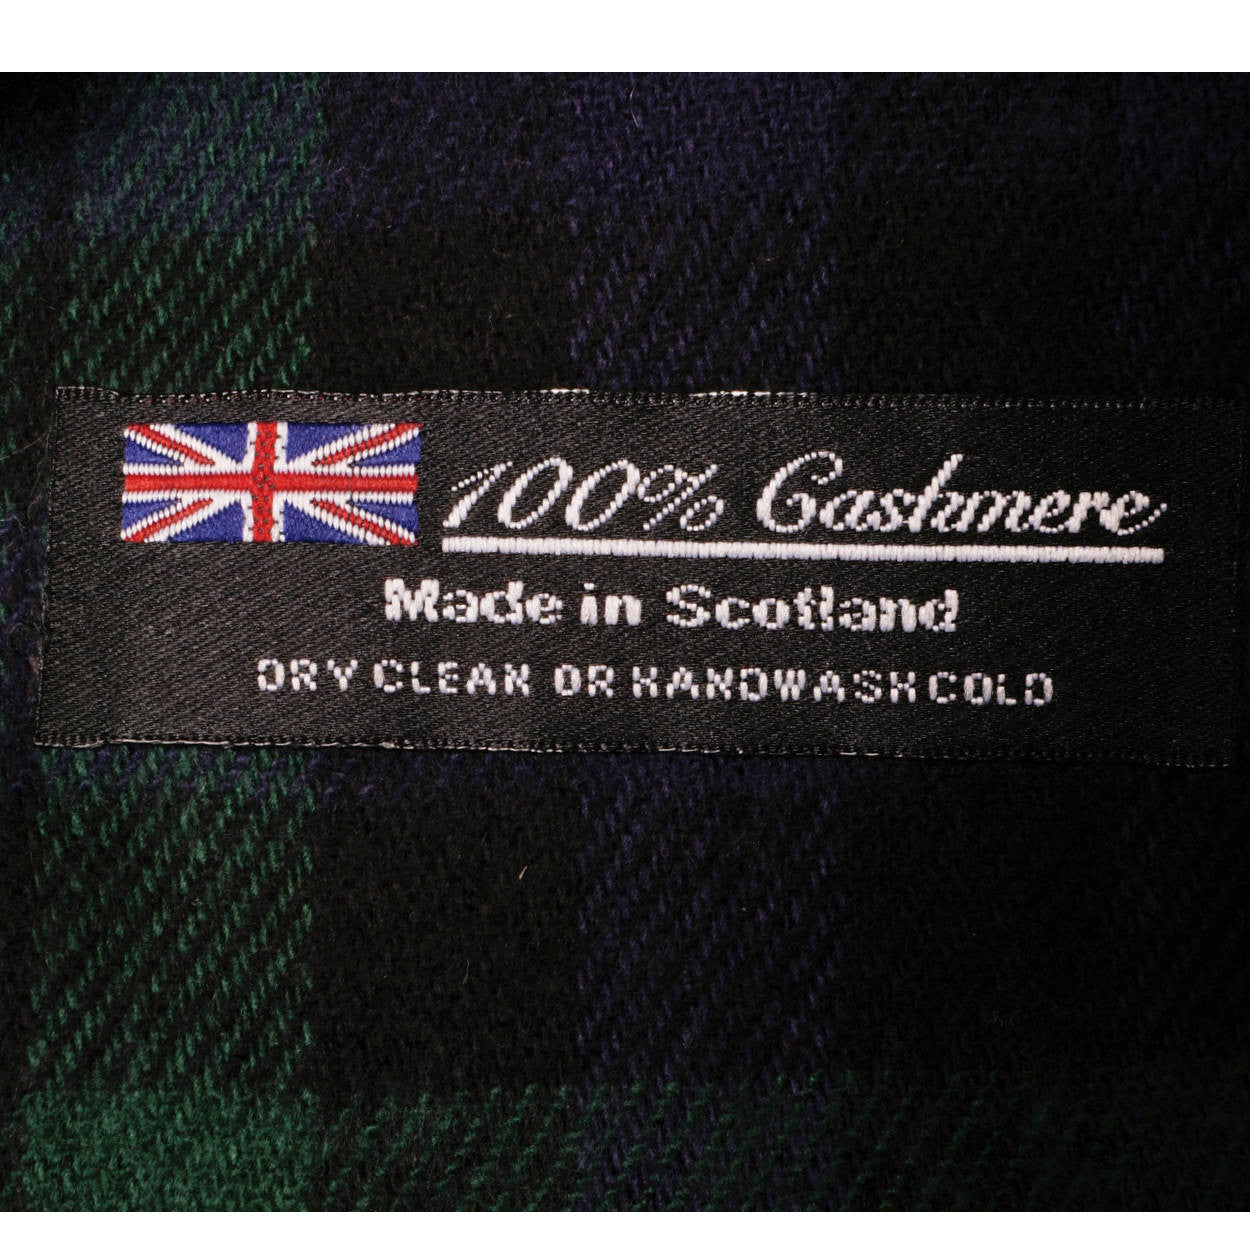 100% Cashmere
Made in Scotland
DRY CLEAN OR HANDWASH COLD